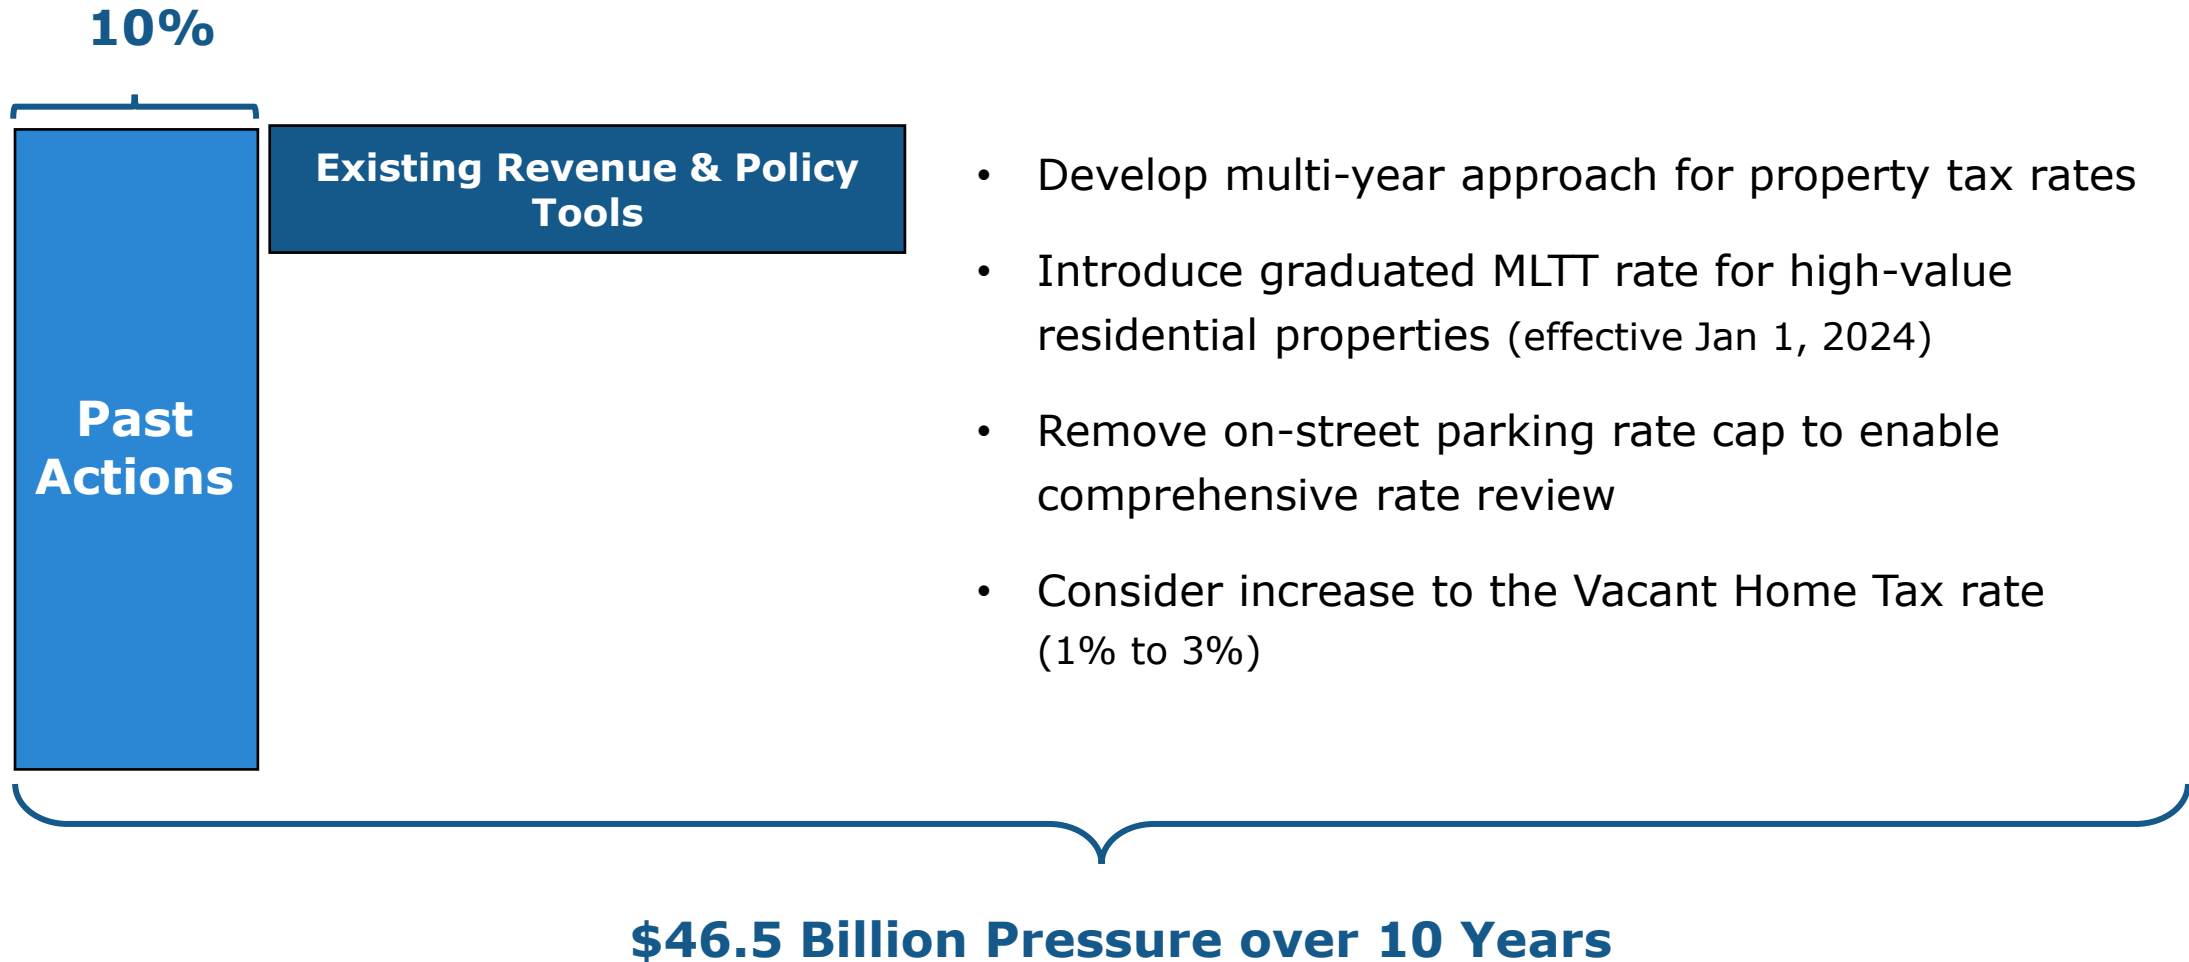 10%
Past
Actions
Existing Revenue & Policy
Tools
• Develop multi-year approach for property tax rates
• Introduce graduated MLTT rate for high-value
residential properties (effective Jan 1, 2024)
• Remove on-street parking rate cap to enable
comprehensive rate review
• Consider increase to the Vacant Home Tax rate
(1% to 3%)
$46.5 Billion Pressure over 10 Years